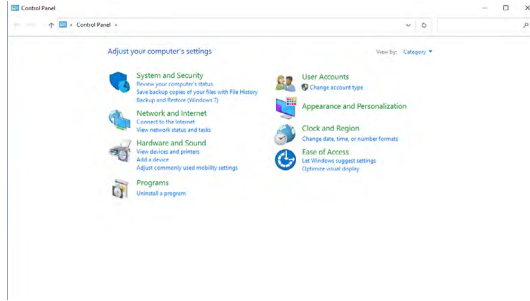 Control Panel
Control Panel
Adjust your computer's settings
View by: Category
System and Security
Review your computer's status
Save backup copies of your files with File History
Backup and Restore (Windows 7)
Network and Internet
Connect to the Internet
View network status and tasks
Hardware and Sound
View devices and printers
Add a device
Adjust commonly used mobility settings
Programs
Uninstall a program
User Accounts
Change account type
Appearance and Personalization
Clock and Region
Change date, time, or number formats
Ease of Access
Let Windows suggest settings
Optimize visual display